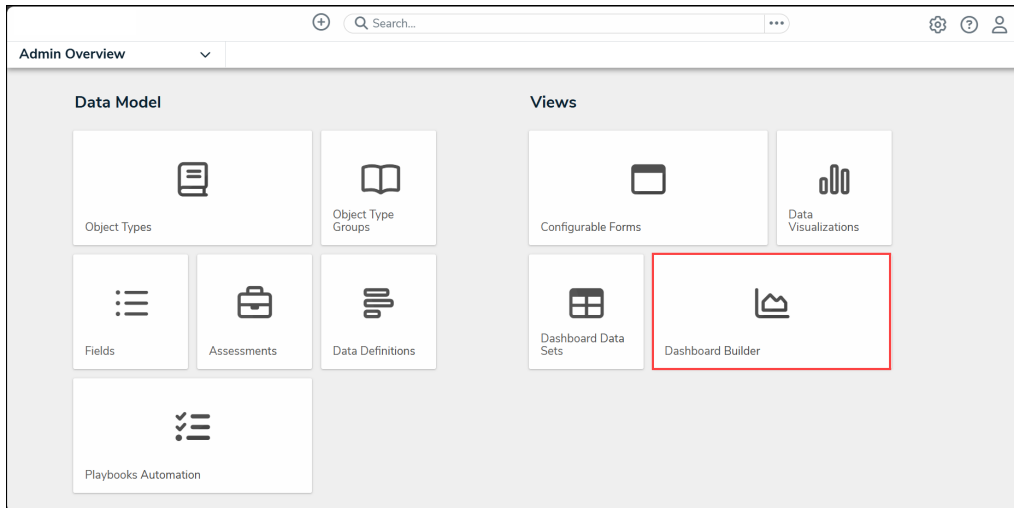 Search...
Admin Overview
Data Model
Views
Object Types
Object Type
Groups
Configurable Forms
Data
Visualizations
Fields
Assessments
Data Definitions
Dashboard Data
Sets
Dashboard Builder
Playbooks Automation